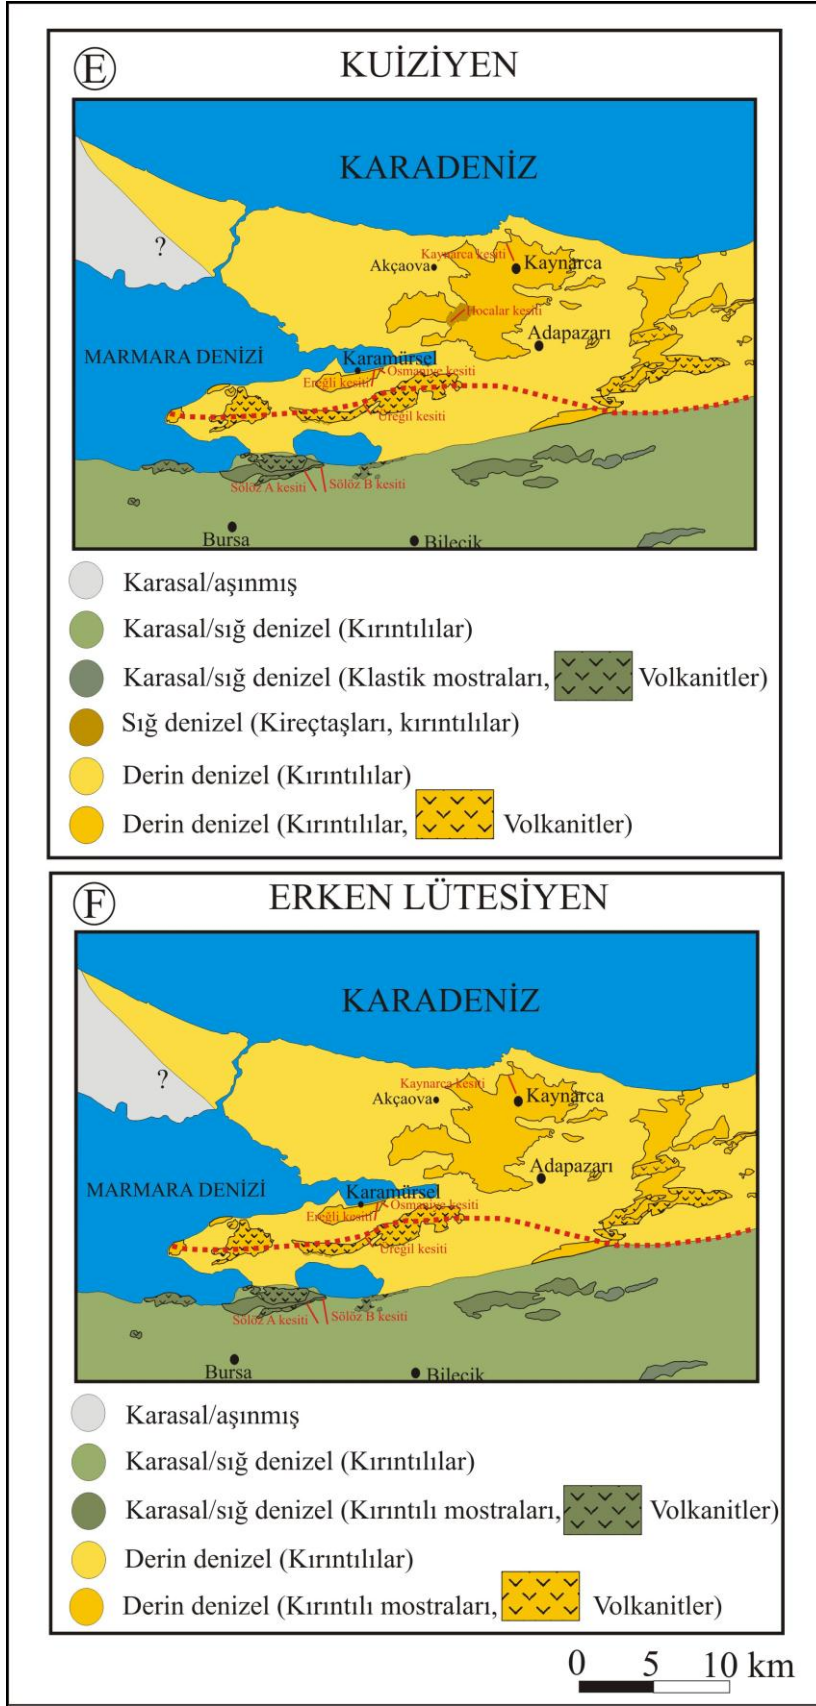 E
KUİZİYEN
KARADENİZ
?
Kaynarca kesiti
Akçaova
Kaynarca
Hocalar kesiti
Adapazarı
MARMARA DENİZİ
Karamürsel
Osmaniye kesiti
Ereğli kesiti
Üreğil kesiti
Sölöz A kesiti
Sölöz B kesiti
Bursa
Bilecik
Karasal/aşınmış
Karasal/sığ denizel (Kırıntılılar)
Karasal/sığ denizel (Klastik mostraları, Volkanitler)
Sığ denizel (Kireçtaşları, kırıntılılar)
Derin denizel (Kırıntılılar)
Derin denizel (Kırıntılılar, Volkanitler)
F
ERKEN LÜTESİYEN
KARADENİZ
?
Kaynarca kesiti
Akçaova
Kaynarca
Adapazarı
MARMARA DENİZİ
Karamürsel
Osmaniye kesiti
Ereğli kesiti
Üreğil kesiti
Sölöz A kesiti
Sölöz B kesiti
Bursa
Bilecik
Karasal/aşınmış
Karasal/sığ denizel (Kırıntılılar)
Karasal/sığ denizel (Kırıntılı mostraları, Volkanitler)
Derin denizel (Kırıntılılar)
Derin denizel (Kırıntılı mostraları, Volkanitler)
0 5 10 km